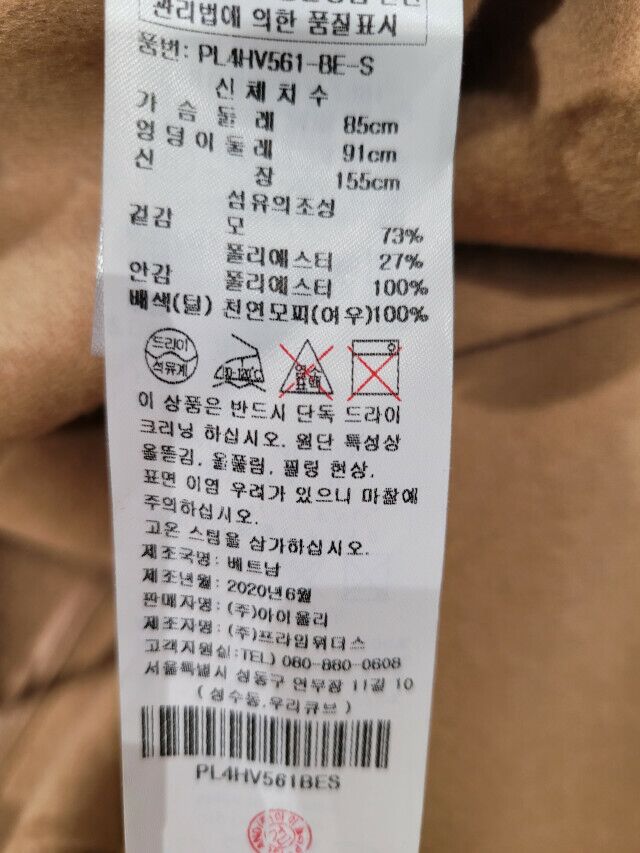 관리법에 의한 품질표시
품번: PL4HV561-BE-S
신체치수
가슴둘레 85cm
엉덩이둘레 91cm
신장 155cm
섬유의조성
겉감 모 73%
폴리에스터 27%
안감 폴리에스터 100%
배색(털) 천연모피(여우)100%
드라이
석유계
염소
표백
이 상품은 반드시 단독 드라이
크리닝 하십시오. 원단 특성상
올뜯김, 올풀림, 필링 현상,
표면 이염 우려가 있으니 마찰에
주의하십시오.
고온 스팀을 삼가하십시오.
제조국명: 베트남
제조년월: 2020년6월
판매자명: (주)아이올리
제조자명: (주)프라임위더스
고객지원실:TEL) 080-880-0608
서울특별시 성동구 연무장 11길 10
(성수동,우리큐브)
PL4HV561BES